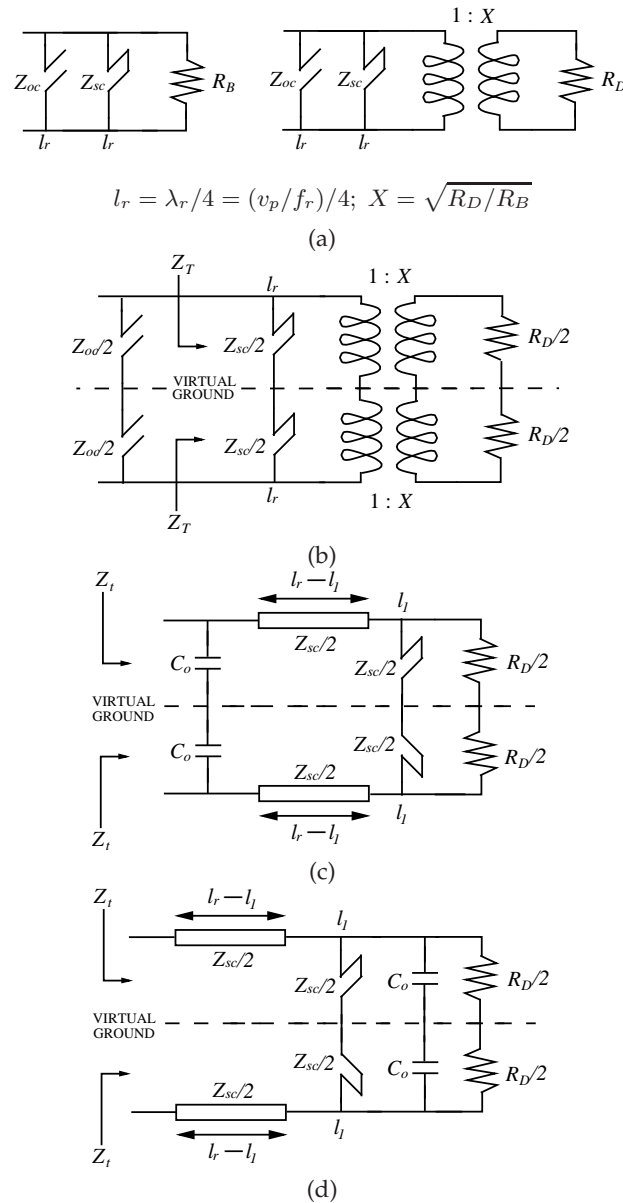 1 : X
Z_oc Z_sc R_B Z_oc Z_sc R_D
l_r l_r l_r l_r
l_r = λ_r/4 = (v_p/f_r)/4; X = √R_D/R_B
(a)
Z_T l_r 1 : X
Z_od/2 Z_sc/2 R_D/2
VIRTUAL
GROUND
Z_od/2 Z_sc/2 R_D/2
Z_T l_r 1 : X
(b)
Z_t l_r − l_1 l_1
Z_sc/2
C_o Z_sc/2 R_D/2
VIRTUAL
GROUND
C_o Z_sc/2 R_D/2
Z_sc/2
Z_t l_r − l_1 l_1
(c)
Z_t l_r − l_1 l_1
Z_sc/2
Z_sc/2 C_o R_D/2
VIRTUAL
GROUND
Z_sc/2 C_o R_D/2
Z_sc/2
Z_t l_r − l_1 l_1
(d)